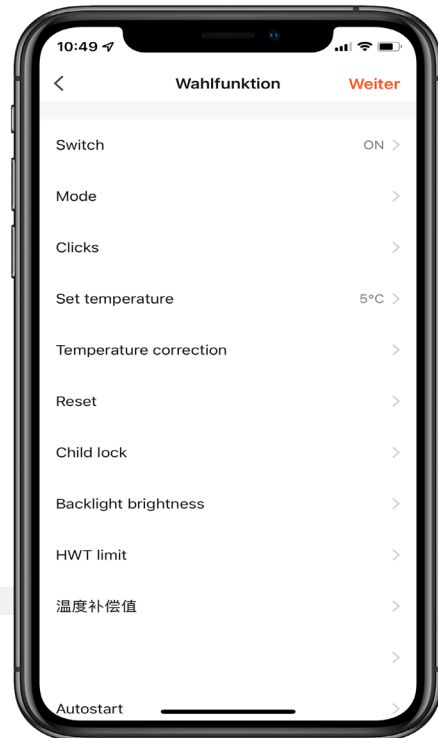 10:49
Wahlfunktion
Weiter
Switch
ON
Mode
Clicks
Set temperature
5°C
Temperature correction
Reset
Child lock
Backlight brightness
HWT limit
温度补偿值
Autostart